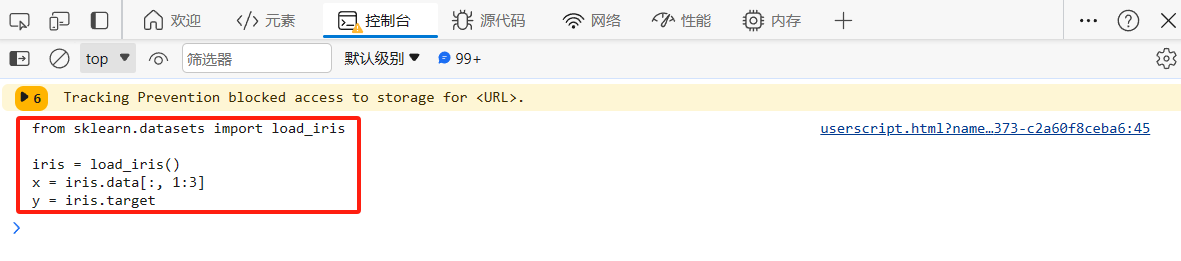 欢迎 元素 控制台 源代码 网络 性能 内存
top 筛选器 默认级别 99+
6 Tracking Prevention blocked access to storage for <URL>.
from sklearn.datasets import load_iris userscript.html?name…373-c2a60f8ceba6:45
iris = load_iris()
x = iris.data[:, 1:3]
y = iris.target